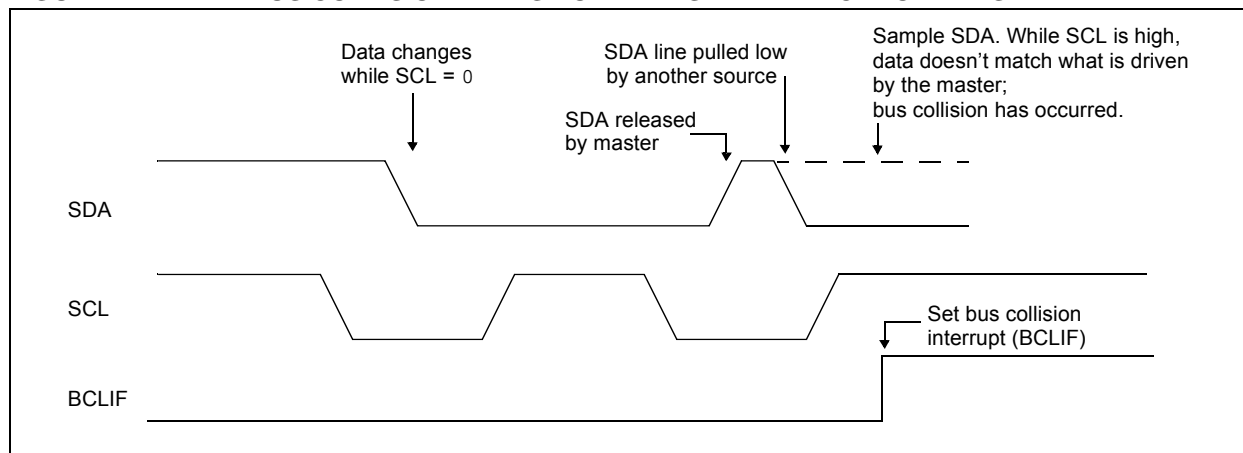 Data changes
while SCL = 0
SDA line pulled low
by another source
Sample SDA. While SCL is high,
data doesn’t match what is driven
by the master;
bus collision has occurred.
SDA released
by master
SDA
SCL
Set bus collision
interrupt (BCLIF)
BCLIF